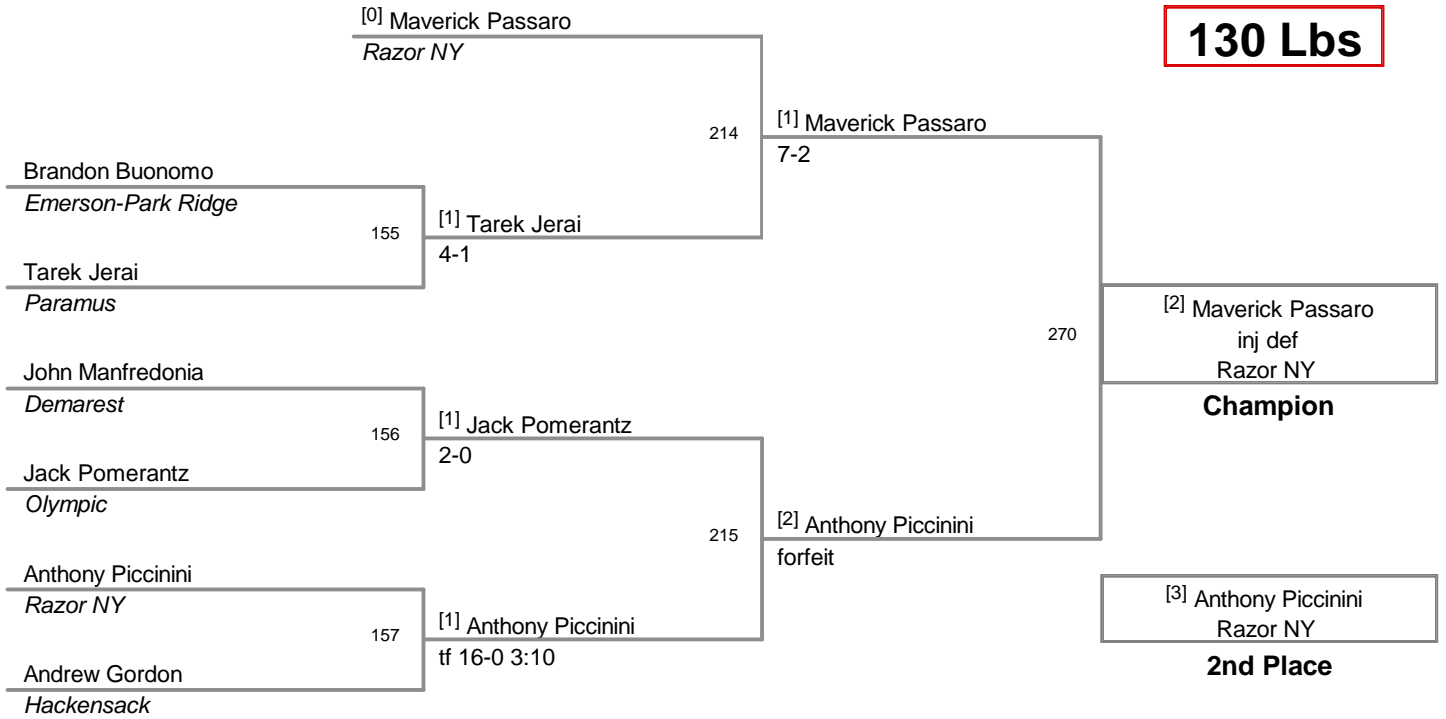 [0] Maverick Passaro
Razor NY
130 Lbs
214
[1] Maverick Passaro
7-2
Brandon Buonomo
Emerson-Park Ridge
155
[1] Tarek Jerai
4-1
Tarek Jerai
Paramus
270
[2] Maverick Passaro
inj def
Razor NY
Champion
John Manfredonia
Demarest
156
[1] Jack Pomerantz
2-0
Jack Pomerantz
Olympic
215
[2] Anthony Piccinini
forfeit
Anthony Piccinini
Razor NY
157
[1] Anthony Piccinini
tf 16-0 3:10
Andrew Gordon
Hackensack
[3] Anthony Piccinini
Razor NY
2nd Place